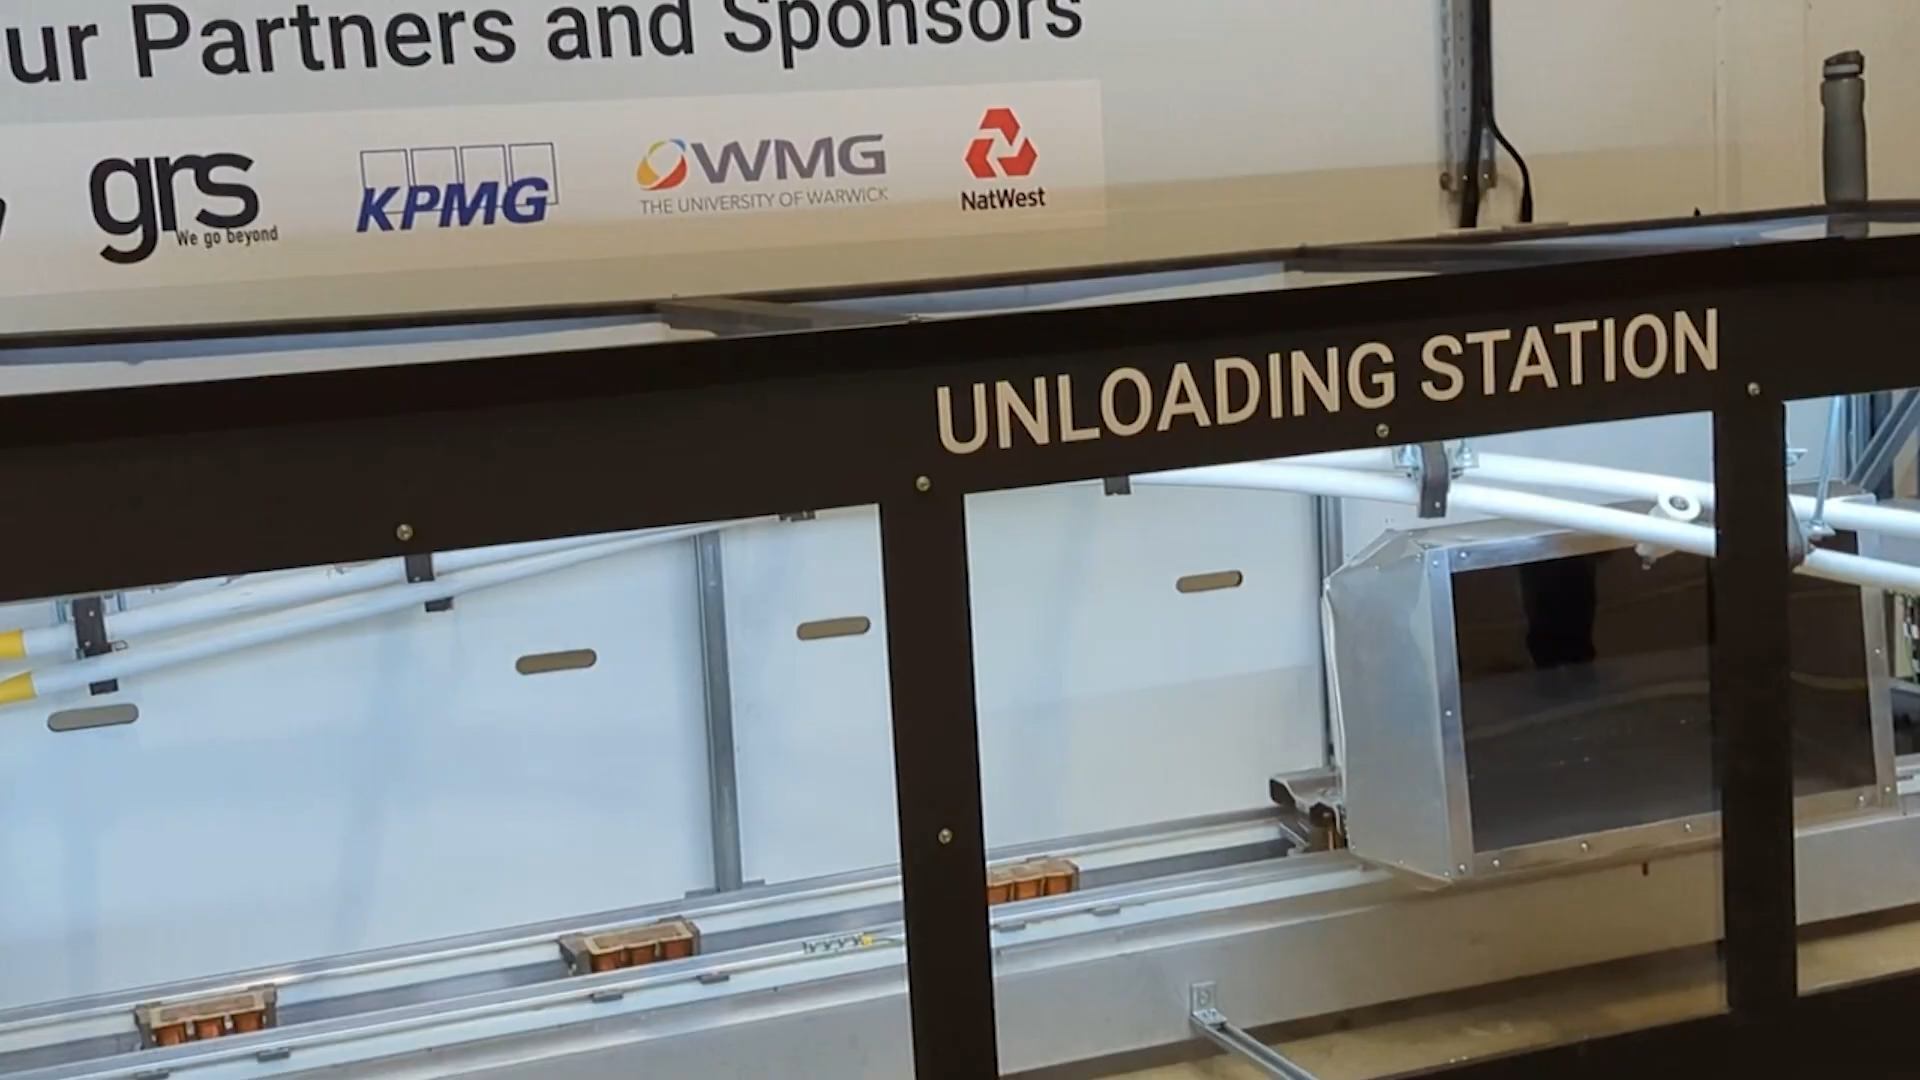 ur Partners and Sponsors
grs
We go beyond
KPMG
WMG
THE UNIVERSITY OF WARWICK
NatWest
UNLOADING STATION